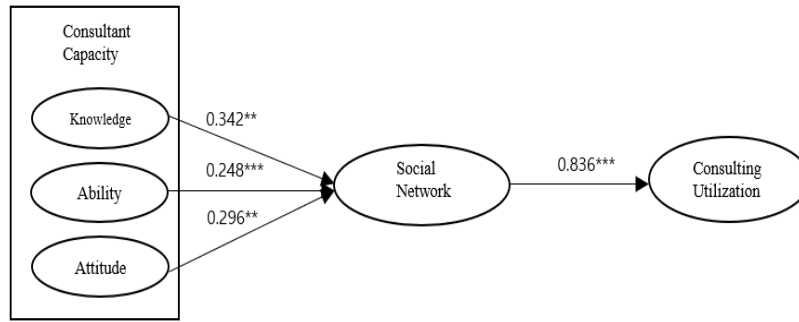 Consultant
Capacity
Knowledge
0.342**
Ability
0.248***
Attitude
0.296**
Social
Network
0.836***
Consulting
Utilization